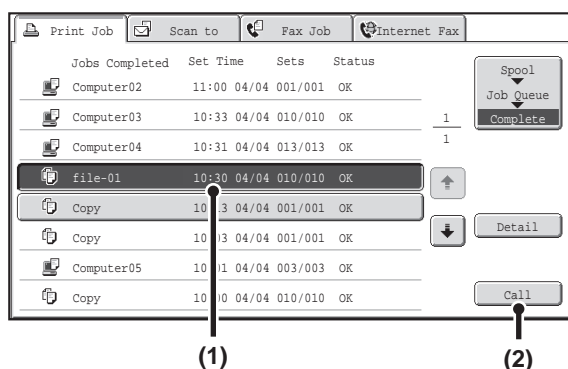 Print Job Scan to Fax Job Internet Fax
Jobs Completed Set Time Sets Status
Computer02 11:00 04/04 001/001 OK
Computer03 10:33 04/04 010/010 OK
Computer04 10:31 04/04 013/013 OK
file-01 10:30 04/04 010/010 OK
Copy 04/04 001/001 OK
Copy 04/04 001/001 OK
Computer05 04/04 003/003 OK
Copy 04/04 010/010 OK
1
1
Spool
Job Queue
Complete
Detail
Call
(1) (2)